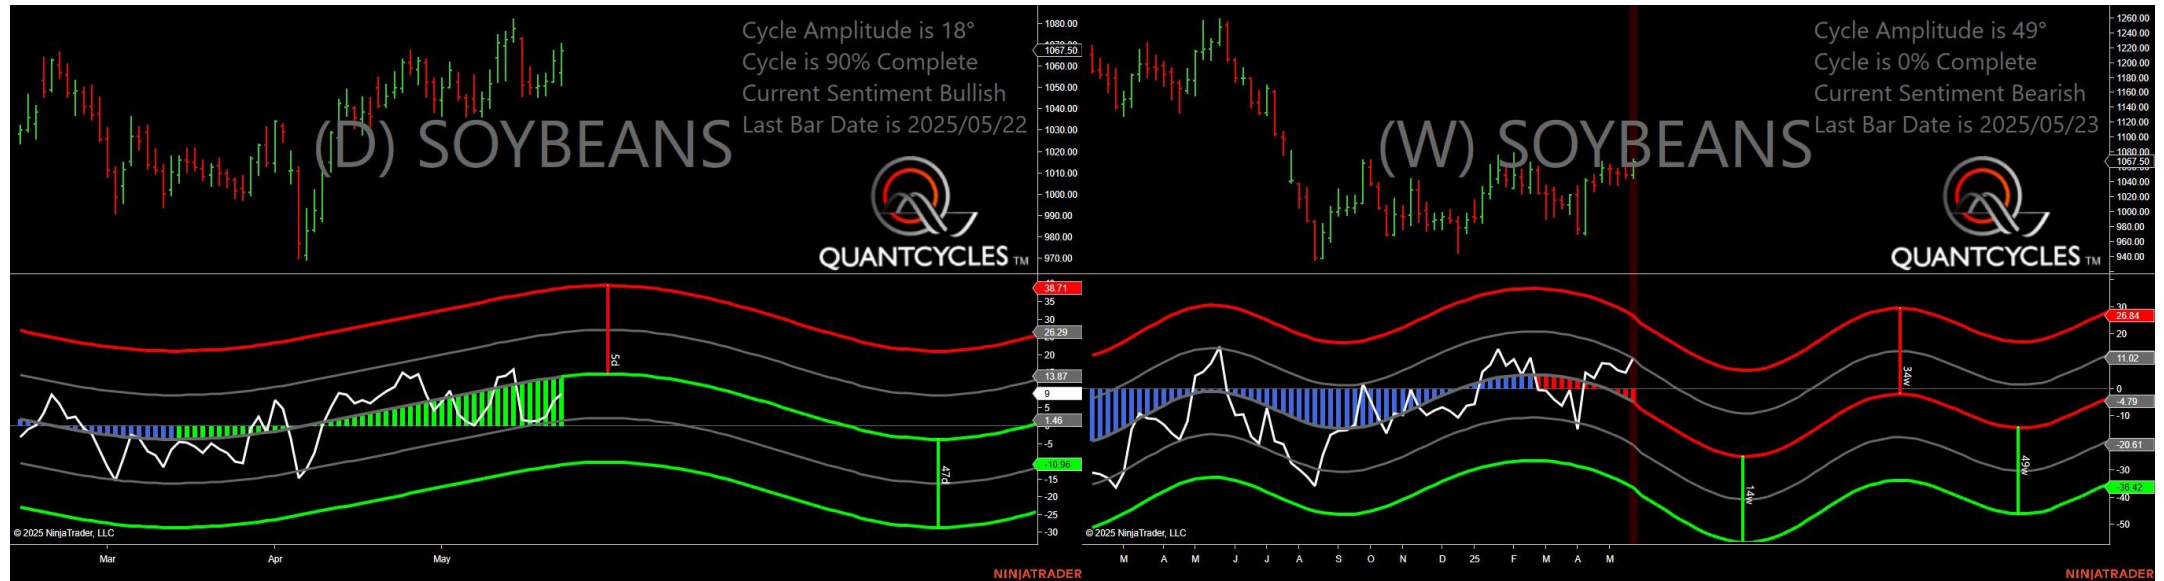 Cycle Amplitude is 18°
Cycle is 90% Complete
Current Sentiment Bullish
Last Bar Date is 2025/05/22
(D) SOYBEANS
QUANTCYCLES TM
1080.00
1067.50
1060.00
1050.00
1040.00
1030.00
1020.00
1010.00
1000.00
990.00
980.00
970.00
38.71
35
30
26.29
20
13.87
9
5
1.46
-5
-10.96
-15
-20
-25
-30
5d
47d
© 2025 NinjaTrader, LLC
Mar
Apr
May
NINJATRADER
Cycle Amplitude is 49°
Cycle is 0% Complete
Current Sentiment Bearish
Last Bar Date is 2025/05/23
(W) SOYBEANS
QUANTCYCLES TM
1260.00
1240.00
1220.00
1200.00
1180.00
1160.00
1140.00
1120.00
1100.00
1080.00
1067.50
1040.00
1020.00
1000.00
980.00
960.00
940.00
30
26.84
20
11.02
0
-4.79
-10
-20.61
-30
-36.42
-40
-50
14w
34w
49w
© 2025 NinjaTrader, LLC
M A M J J A S O N D 25 F M A M
NINJATRADER